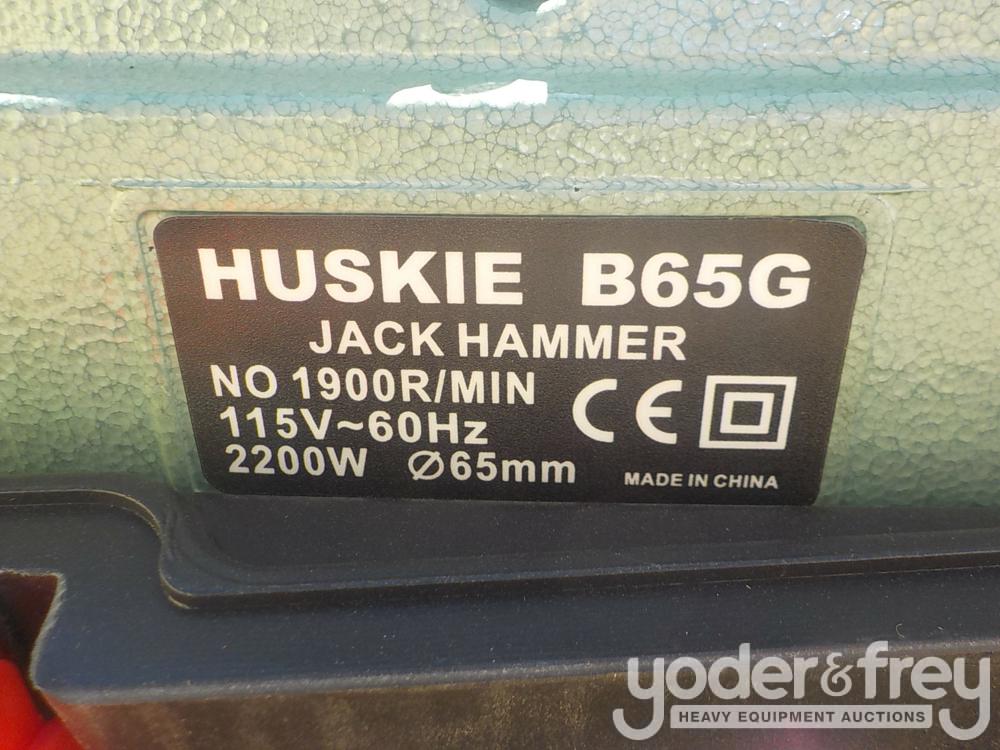 HUSKIE B65G
JACK HAMMER
NO 1900R/MIN
115V~60Hz
2200W Ø65mm
CE
MADE IN CHINA
yoder&frey
HEAVY EQUIPMENT AUCTIONS